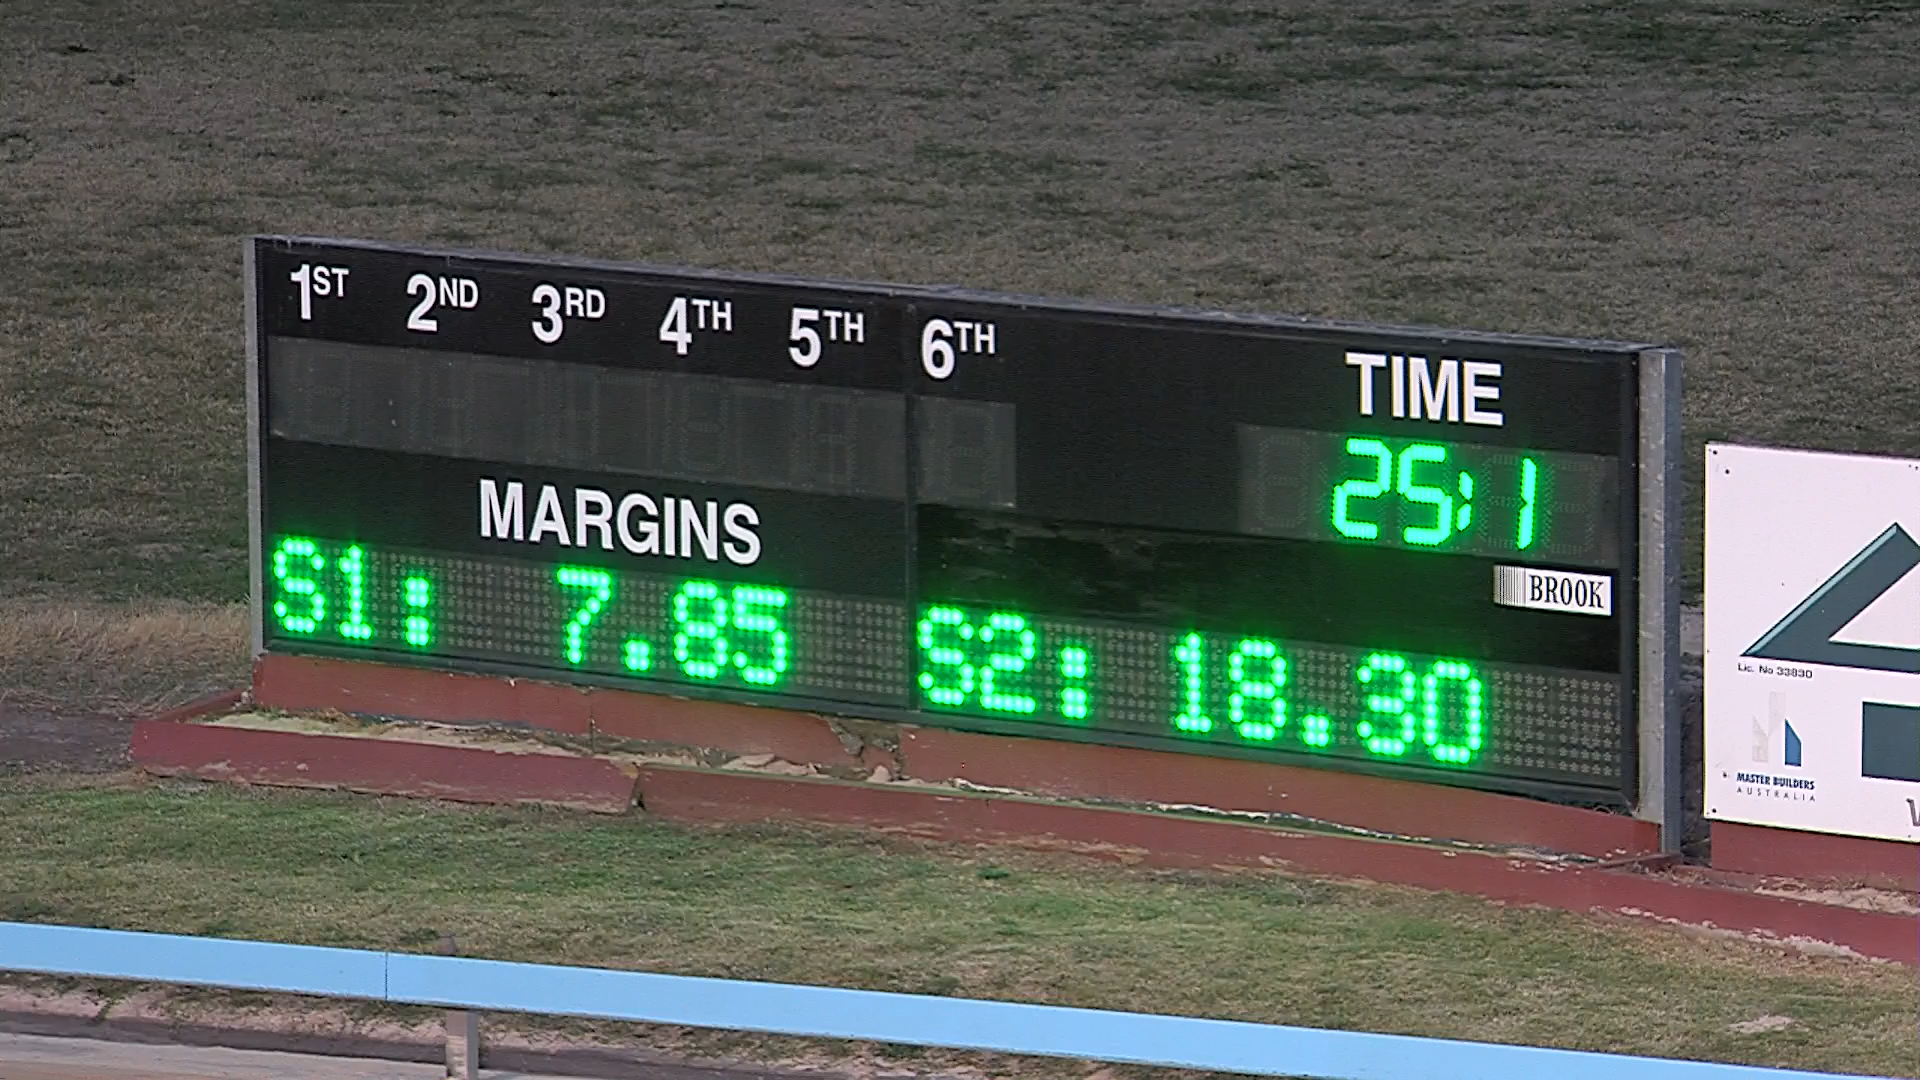 1ST 2ND 3RD 4TH 5TH 6TH
TIME
25:1
MARGINS
BROOK
S1: 7.85 S2: 18.30
Lic. No 33830
MASTER BUILDERS
AUSTRALIA